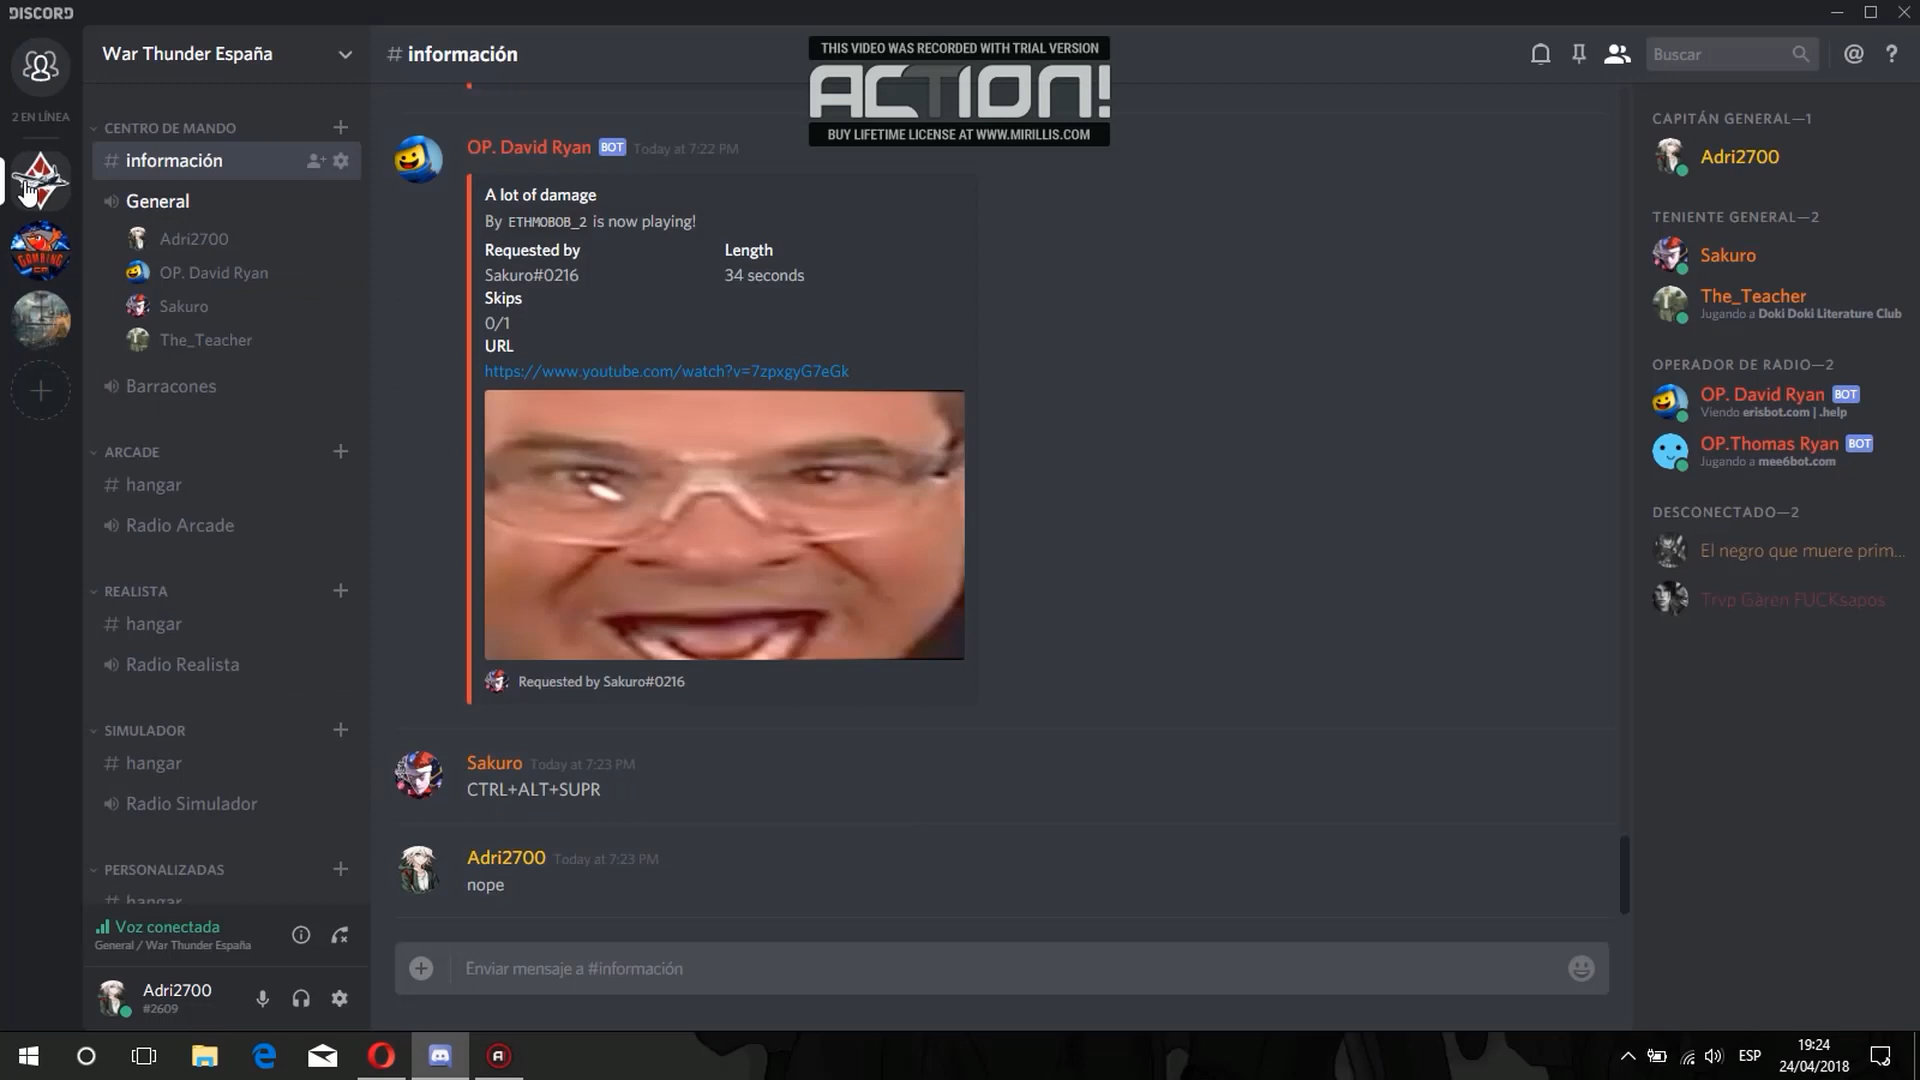 DISCORD
2 EN LÍNEA
War Thunder España
CENTRO DE MANDO
# información
General
Adri2700
OP. David Ryan
Sakuro
The_Teacher
Barracones
ARCADE
# hangar
Radio Arcade
REALISTA
# hangar
Radio Realista
SIMULADOR
# hangar
Radio Simulador
PERSONALIZADAS
# hangar
Voz conectada
General / War Thunder España
Adri2700
#2609
# información
THIS VIDEO WAS RECORDED WITH TRIAL VERSION
ACTION!
BUY LIFETIME LICENSE AT WWW.MIRILLIS.COM
Buscar
OP. David Ryan BOT Today at 7:22 PM
A lot of damage
By ETHMOBOB_2 is now playing!
Requested by Length
Sakuro#0216 34 seconds
Skips
0/1
URL
https://www.youtube.com/watch?v=7zpxgyG7eGk
Requested by Sakuro#0216
Sakuro Today at 7:23 PM
CTRL+ALT+SUPR
Adri2700 Today at 7:23 PM
nope
Enviar mensaje a #información
CAPITÁN GENERAL—1
Adri2700
TENIENTE GENERAL—2
Sakuro
The_Teacher
Jugando a Doki Doki Literature Club
OPERADOR DE RADIO—2
OP. David Ryan BOT
Viendo erisbot.com | .help
OP.Thomas Ryan BOT
Jugando a mee6bot.com
DESCONECTADO—2
El negro que muere prim...
Trvp Gàren FUCKsapos
ESP
19:24
24/04/2018